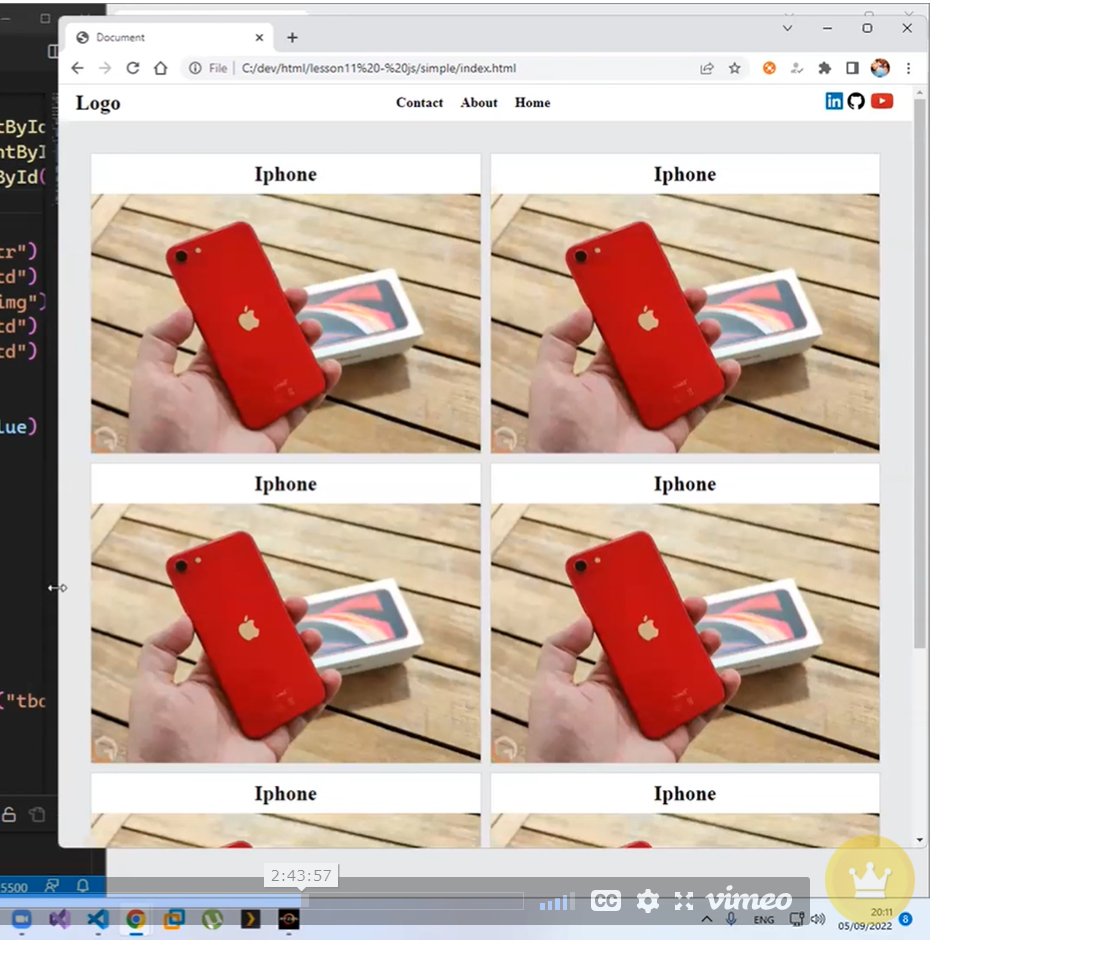 Document
File | C:/dev/html/lesson11%20-%20js/simple/index.html
Logo
Contact About Home
in
Iphone Iphone
Iphone Iphone
Iphone Iphone
tById
ntByI
ById(
tr")
td")
img")
td")
td")
lue)
("tbo
5500
2:43:57
CC
vimeo
ENG
20:11
05/09/2022
8